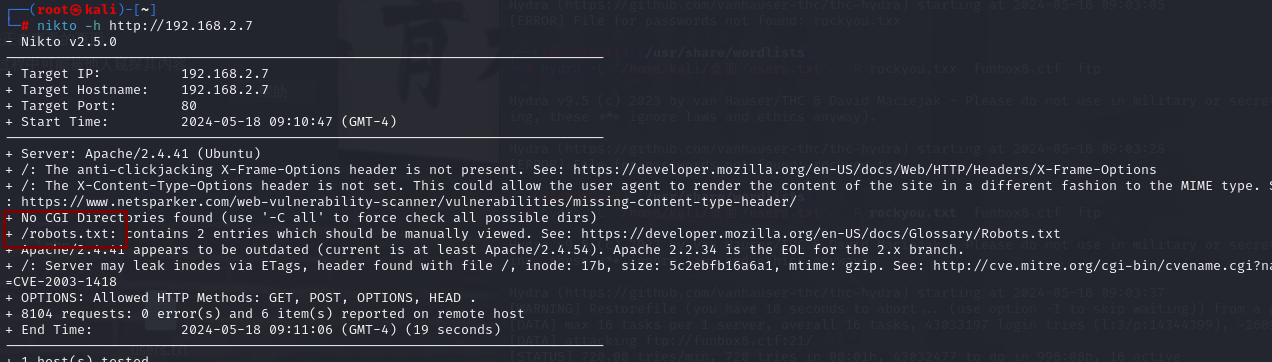 ┌──(root㉿kali)-[~]
└─# nikto -h http://192.168.2.7
- Nikto v2.5.0
---------------------------------------------------------------------------
+ Target IP:          192.168.2.7
+ Target Hostname:    192.168.2.7
+ Target Port:        80
+ Start Time:         2024-05-18 09:10:47 (GMT-4)
---------------------------------------------------------------------------
+ Server: Apache/2.4.41 (Ubuntu)
+ /: The anti-clickjacking X-Frame-Options header is not present. See: https://developer.mozilla.org/en-US/docs/Web/HTTP/Headers/X-Frame-Options
+ /: The X-Content-Type-Options header is not set. This could allow the user agent to render the content of the site in a different fashion to the MIME type. S
: https://www.netsparker.com/web-vulnerability-scanner/vulnerabilities/missing-content-type-header/
+ No CGI Directories found (use '-C all' to force check all possible dirs)
+ /robots.txt: contains 2 entries which should be manually viewed. See: https://developer.mozilla.org/en-US/docs/Glossary/Robots.txt
+ Apache/2.4.41 appears to be outdated (current is at least Apache/2.4.54). Apache 2.2.34 is the EOL for the 2.x branch.
+ /: Server may leak inodes via ETags, header found with file /, inode: 17b, size: 5c2ebfb16a6a1, mtime: gzip. See: http://cve.mitre.org/cgi-bin/cvename.cgi?na
=CVE-2003-1418
+ OPTIONS: Allowed HTTP Methods: GET, POST, OPTIONS, HEAD .
+ 8104 requests: 0 error(s) and 6 item(s) reported on remote host
+ End Time:           2024-05-18 09:11:06 (GMT-4) (19 seconds)
---------------------------------------------------------------------------
+ 1 host(s) tested